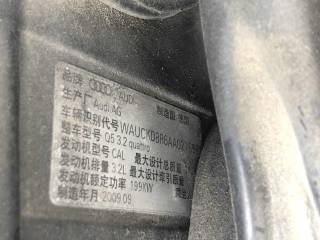 品牌 AUDI
生产厂 Audi AG 制造国 德国
车辆识别代号
整车型号 Q5 3.2 quattro
发动机型号 CAL 最大设计总质量
发动机排量 3.2L 最大设计牵引质量
发动机额定功率 199KW
制造年月 2009.09